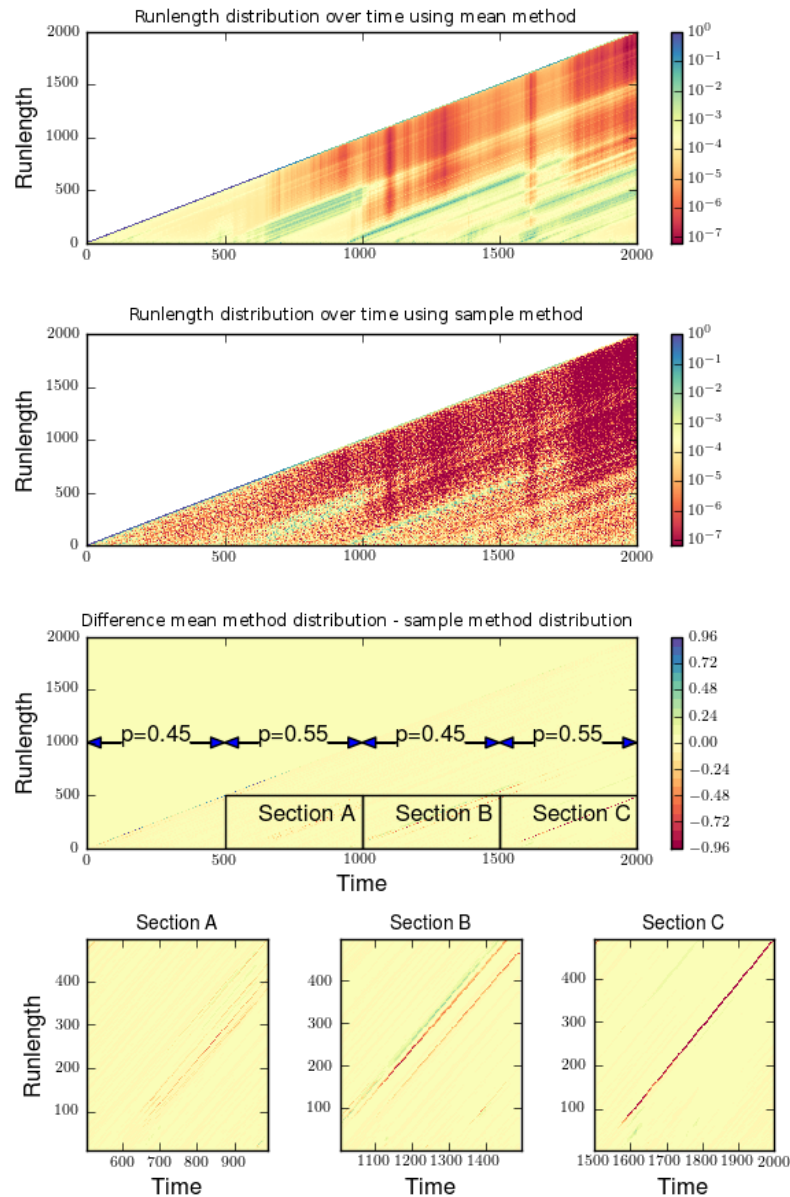 Runlength distribution over time using mean method
Runlength
2000
1500
1000
500
0
0 500 1000 1500 2000
10^0
10^-1
10^-2
10^-3
10^-4
10^-5
10^-6
10^-7
Runlength distribution over time using sample method
Runlength
2000
1500
1000
500
0
0 500 1000 1500 2000
10^0
10^-1
10^-2
10^-3
10^-4
10^-5
10^-6
10^-7
Difference mean method distribution - sample method distribution
Runlength
2000
1500
1000
500
0
p=0.45 p=0.55 p=0.45 p=0.55
Section A Section B Section C
0 500 1000 1500 2000
Time
0.96
0.72
0.48
0.24
0.00
−0.24
−0.48
−0.72
−0.96
Section A
Runlength
400
300
200
100
600 700 800 900
Time
Section B
400
300
200
100
1100 1200 1300 1400
Time
Section C
400
300
200
100
1500 1600 1700 1800 1900 2000
Time